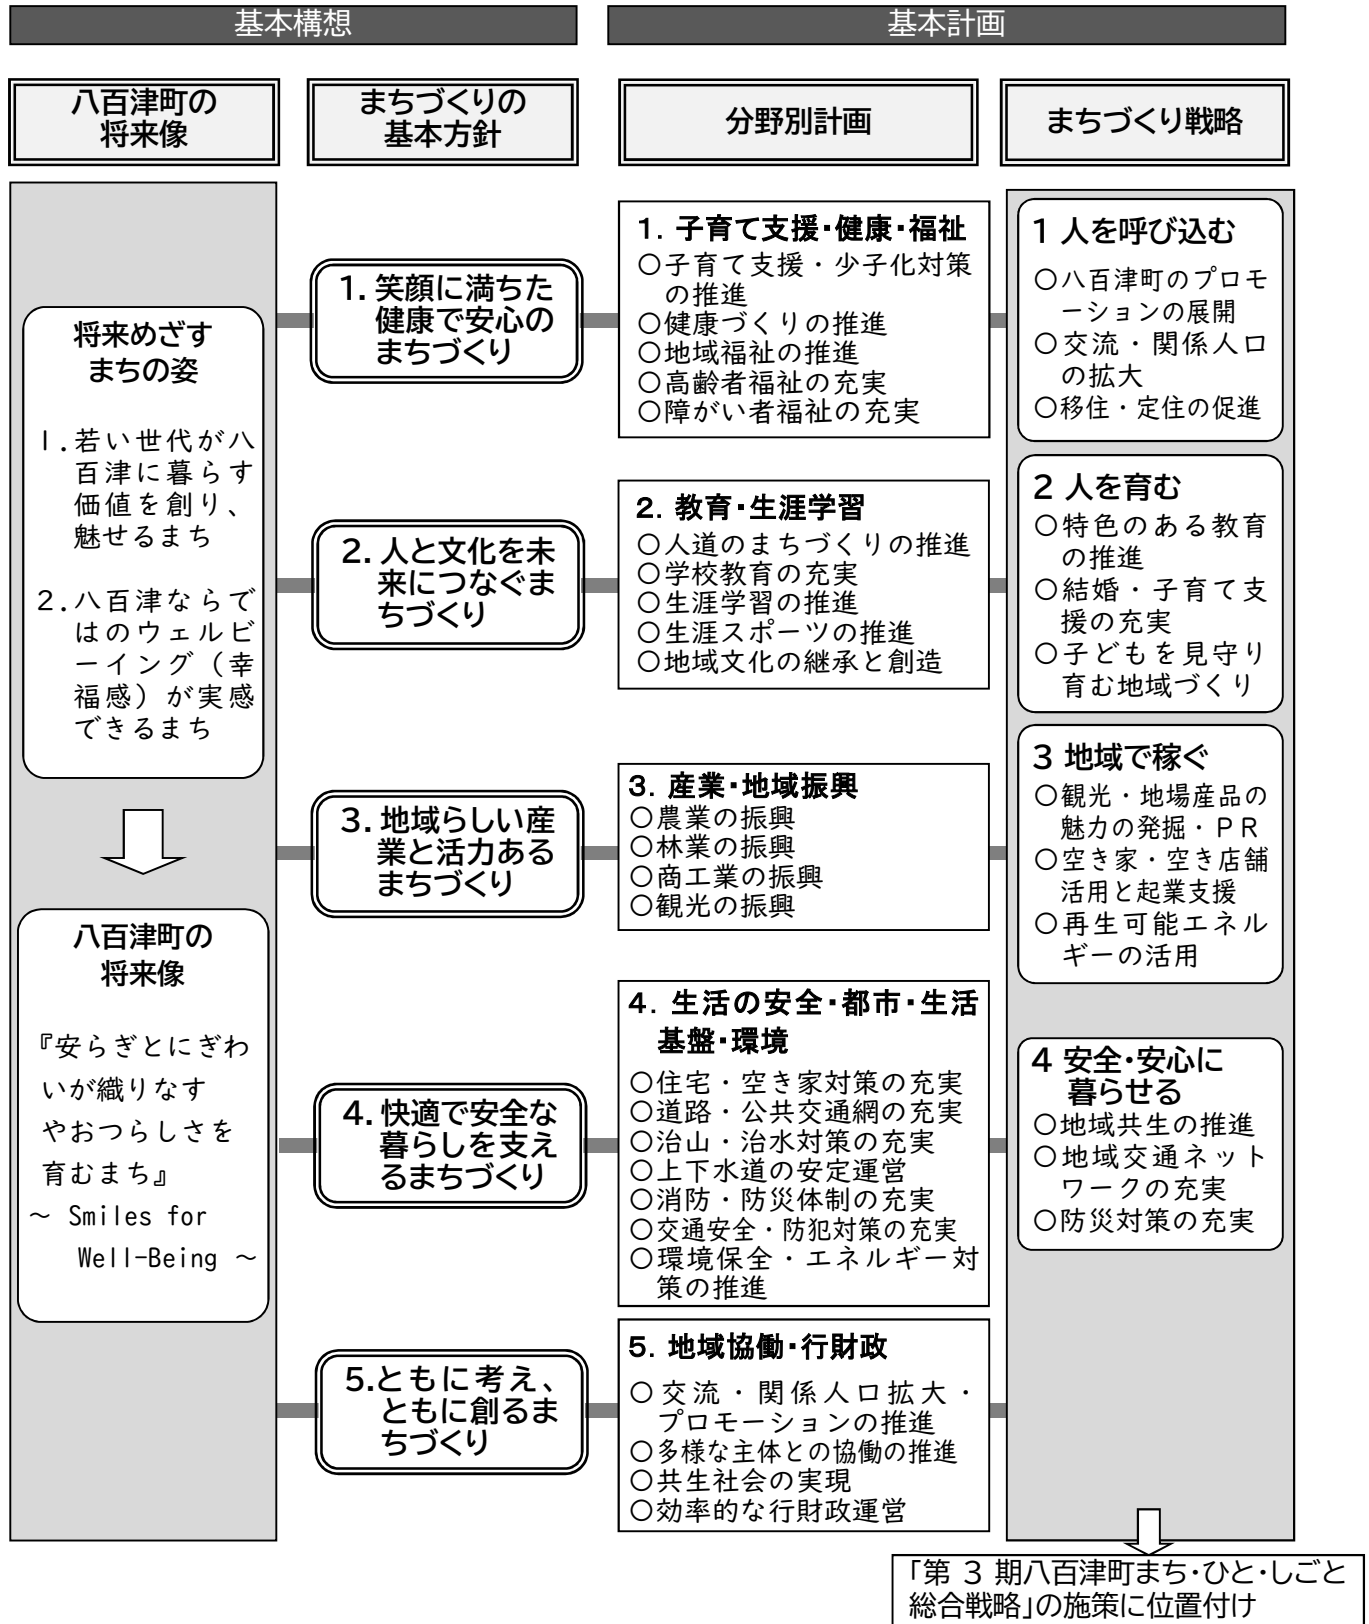 基本構想
基本計画
八百津町の
将来像
まちづくりの
基本方針
分野別計画
まちづくり戦略
将来めざす
まちの姿
1．若い世代が八
百津に暮らす
価値を創り、
魅せるまち
2．八百津ならで
はのウェルビ
ーイング（幸
福感）が実感
できるまち
八百津町の
将来像
『安らぎとにぎわ
いが織りなす
やおつらしさを
育むまち』
～ Smiles for
Well-Being ～
1．笑顔に満ちた
健康で安心の
まちづくり
2．人と文化を未
来につなぐま
ちづくり
3．地域らしい産
業と活力ある
まちづくり
4．快適で安全な
暮らしを支え
るまちづくり
5.ともに考え、
ともに創るま
ちづくり
1．子育て支援・健康・福祉
○子育て支援・少子化対策
の推進
○健康づくりの推進
○地域福祉の推進
○高齢者福祉の充実
○障がい者福祉の充実
2．教育・生涯学習
○人道のまちづくりの推進
○学校教育の充実
○生涯学習の推進
○生涯スポーツの推進
○地域文化の継承と創造
3．産業・地域振興
○農業の振興
○林業の振興
○商工業の振興
○観光の振興
4．生活の安全・都市・生活
基盤・環境
○住宅・空き家対策の充実
○道路・公共交通網の充実
○治山・治水対策の充実
○上下水道の安定運営
○消防・防災体制の充実
○交通安全・防犯対策の充実
○環境保全・エネルギー対
策の推進
5．地域協働・行財政
○交流・関係人口拡大・
プロモーションの推進
○多様な主体との協働の推進
○共生社会の実現
○効率的な行財政運営
1 人を呼び込む
○八百津町のプロモ
ーションの展開
○交流・関係人口
の拡大
○移住・定住の促進
2 人を育む
○特色のある教育
の推進
○結婚・子育て支
援の充実
○子どもを見守り
育む地域づくり
3 地域で稼ぐ
○観光・地場産品の
魅力の発掘・ＰＲ
○空き家・空き店舗
活用と起業支援
○再生可能エネル
ギーの活用
4 安全・安心に
暮らせる
○地域共生の推進
○地域交通ネット
ワークの充実
○防災対策の充実
「第 3 期八百津町まち・ひと・しごと
総合戦略」の施策に位置付け